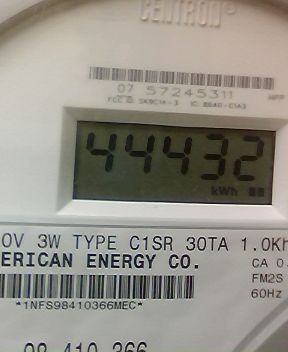 CENTRON®
07 57245311
44432
kWh
0V 3W TYPE C1SR 30TA 1.0Kh
ERICAN ENERGY CO.
CA 0.
FM2S
60Hz
*1NFS98410366MEC*
98 410 366